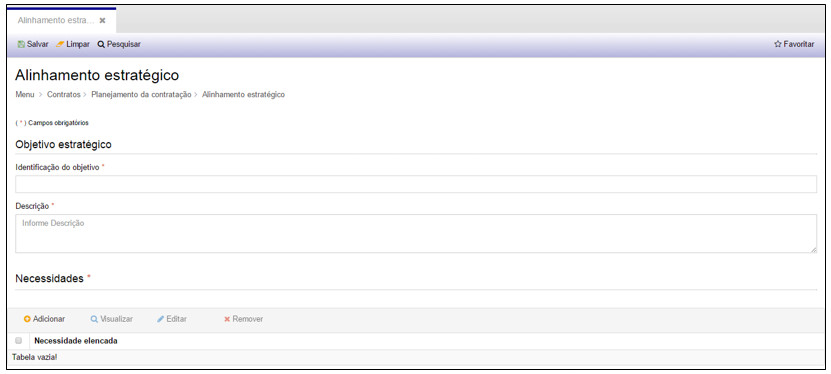 Alinhamento estra... ✖
Salvar Limpar Pesquisar Favoritar
Alinhamento estratégico
Menu > Contratos > Planejamento da contratação > Alinhamento estratégico
( * ) Campos obrigatórios
Objetivo estratégico
Identificação do objetivo *
Descrição *
Informe Descrição
Necessidades *
Adicionar Visualizar Editar Remover
Necessidade elencada
Tabela vazia!